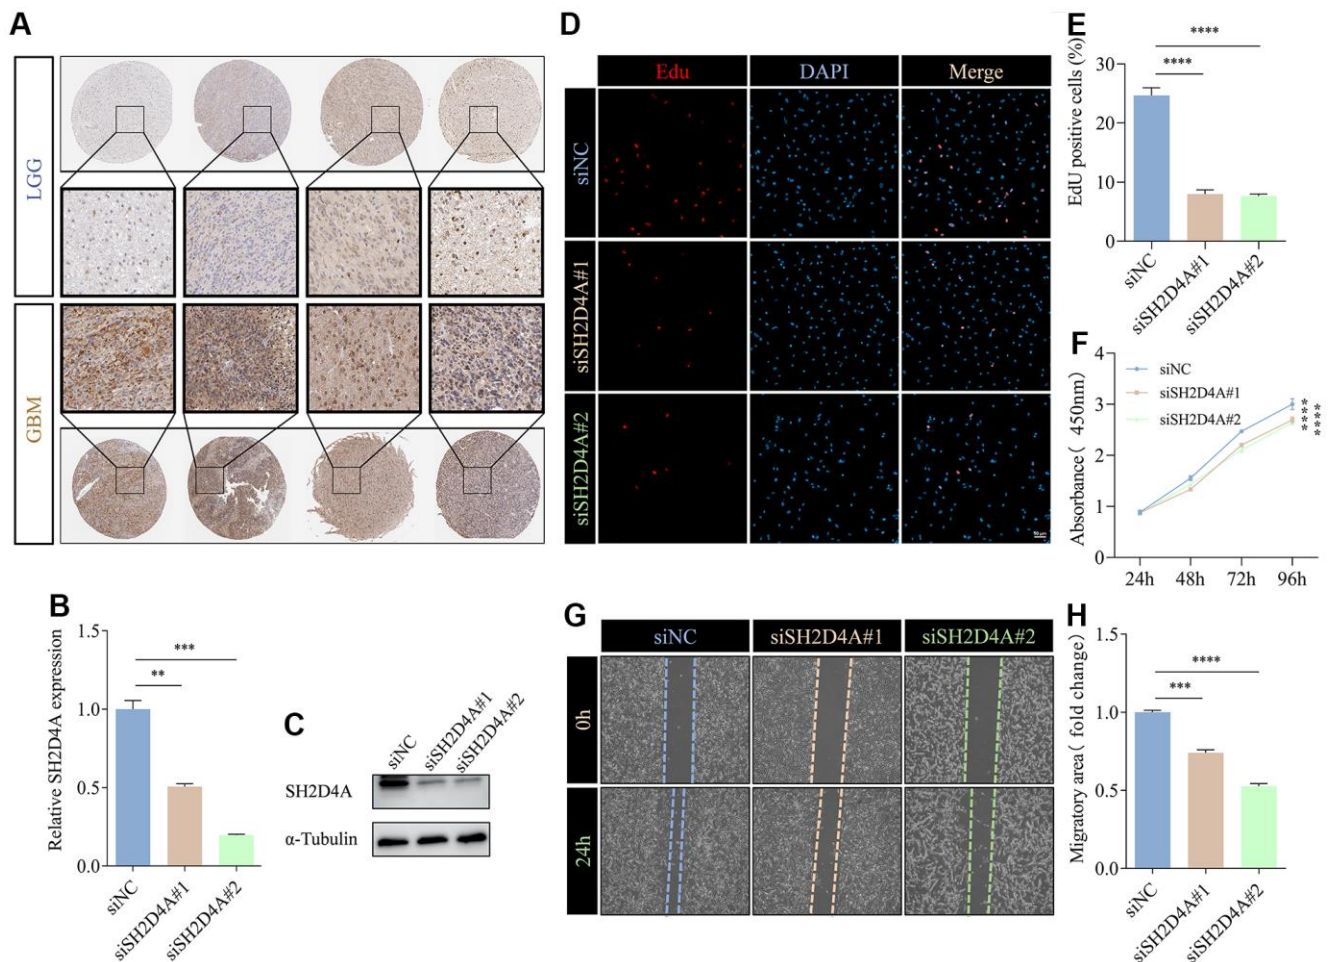 A
LGG
GBM
B
Relative SH2D4A expression
1.5
1.0
0.5
0.0
**
***
siNC
siSH2D4A#1
siSH2D4A#2
C
siNC
siSH2D4A#1
siSH2D4A#2
SH2D4A
α-Tubulin
D
Edu
DAPI
Merge
siNC
siSH2D4A#1
siSH2D4A#2
E
EdU positive cells (%)
30
20
10
0
****
****
siNC
siSH2D4A#1
siSH2D4A#2
F
Absorbance( 450nm)
4
3
2
1
0
siNC
siSH2D4A#1
siSH2D4A#2
****
****
24h
48h
72h
96h
G
siNC
siSH2D4A#1
siSH2D4A#2
0h
24h
H
Migratory area( fold change)
1.5
1.0
0.5
0.0
***
****
siNC
siSH2D4A#1
siSH2D4A#2